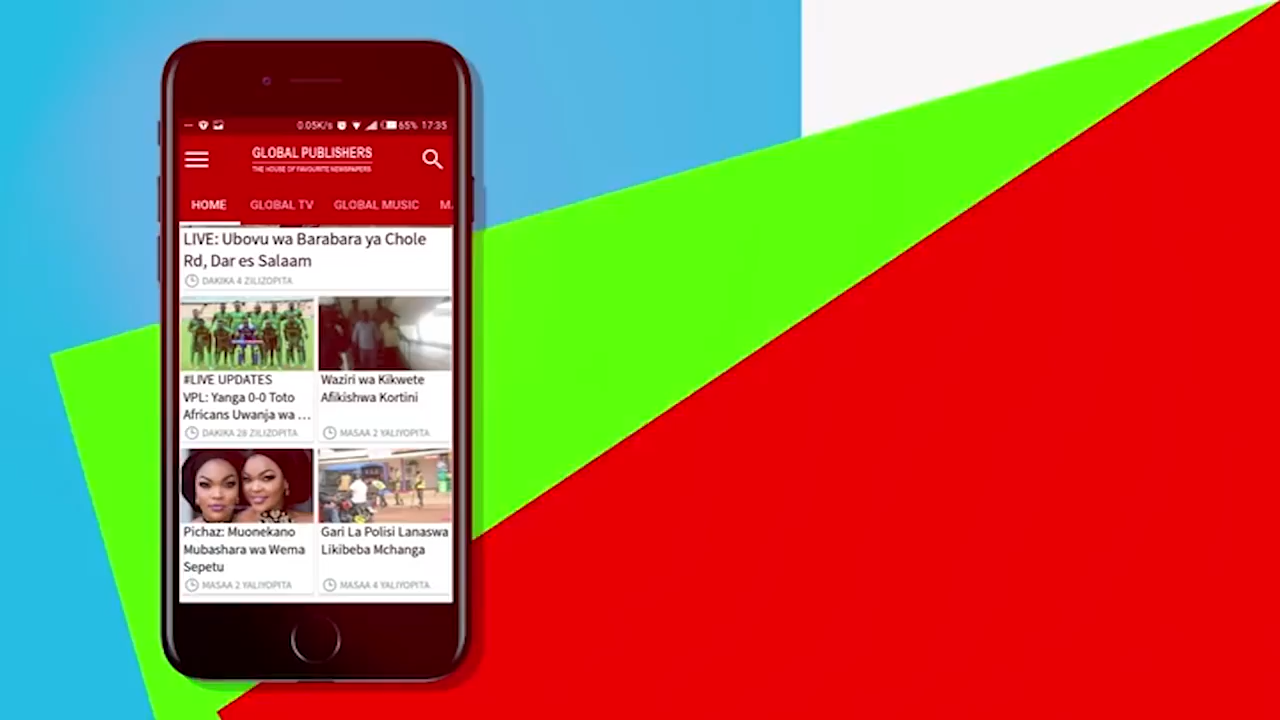 0.05K/s 65% 17:35
GLOBAL PUBLISHERS
THE HOUSE OF FAVOURITE NEWSPAPERS
HOME GLOBAL TV GLOBAL MUSIC M
LIVE: Ubovu wa Barabara ya Chole
Rd, Dar es Salaam
DAKIKA 4 ZILIZOPITA
#LIVE UPDATES
VPL: Yanga 0-0 Toto
Africans Uwanja wa ...
DAKIKA 28 ZILIZOPITA
Waziri wa Kikwete
Afikishwa Kortini
MASAA 2 YALIYOPITA
Pichaz: Muonekano
Mubashara wa Wema
Sepetu
MASAA 2 YALIYOPITA
Gari La Polisi Lanaswa
Likibeba Mchanga
MASAA 4 YALIYOPITA